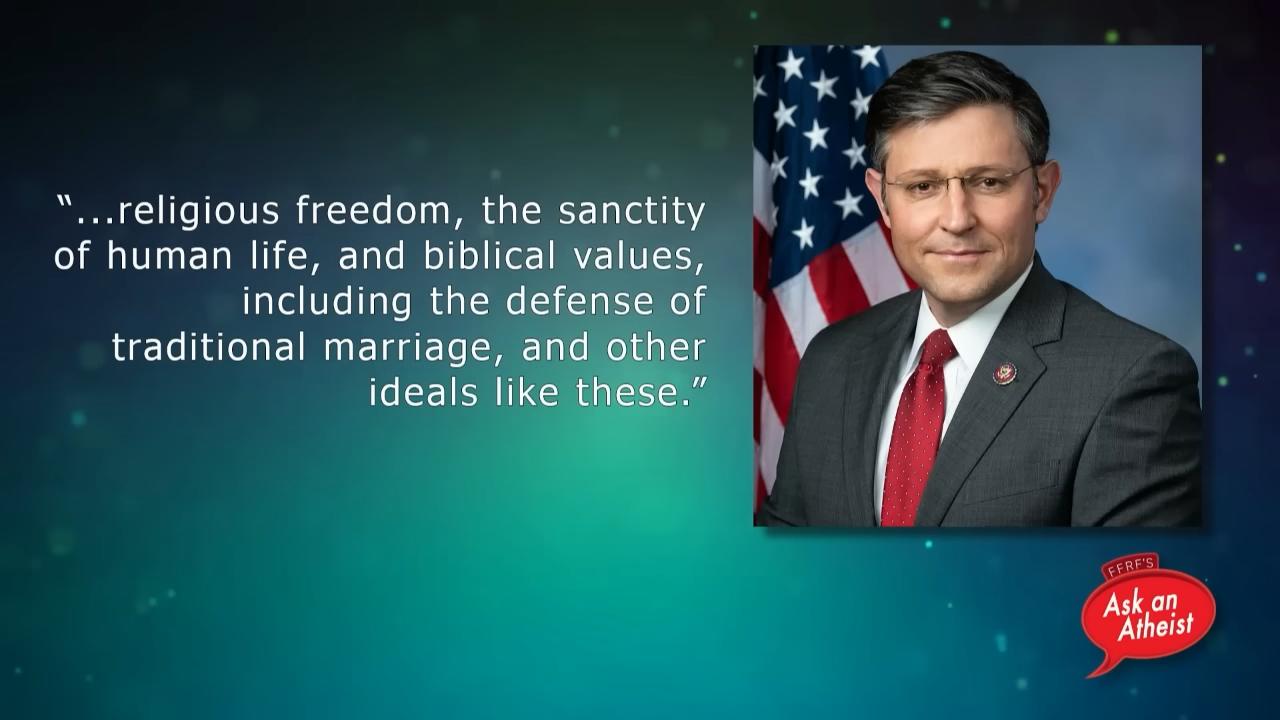 “...religious freedom, the sanctity
of human life, and biblical values,
including the defense of
traditional marriage, and other
ideals like these.”
FFRF'S
Ask an
Atheist